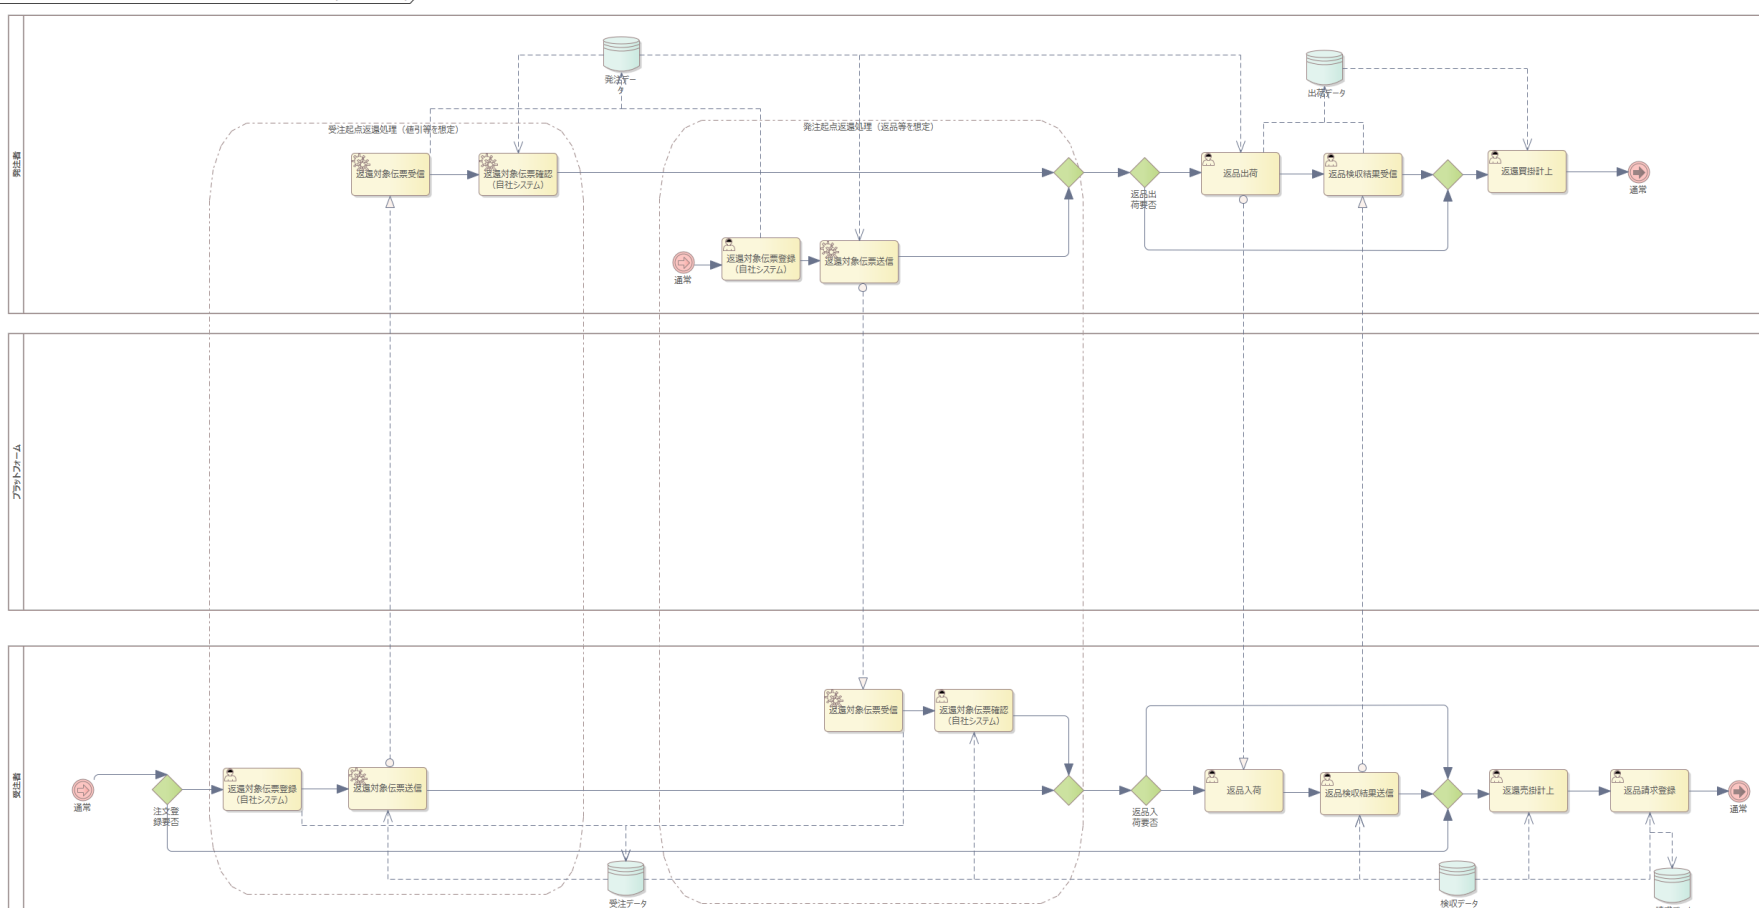 発注者
発注デー
タ
出荷データ
受注起点返還処理（値引等を想定）
発注起点返還処理（返品等を想定）
返還対象伝票受信
返還対象伝票確認
（自社システム）
返品出
荷要否
返品出荷
返品検収結果受信
返還買掛計上
通常
通常
返還対象伝票登録
（自社システム）
返還対象伝票送信
プラットフォーム
受注者
返還対象伝票受信
返還対象伝票確認
（自社システム）
通常
注文登
録要否
返還対象伝票登録
（自社システム）
返還対象伝票送信
返品入
荷要否
返品入荷
返品検収結果送信
返還売掛計上
返品請求登録
通常
受注データ
検収データ